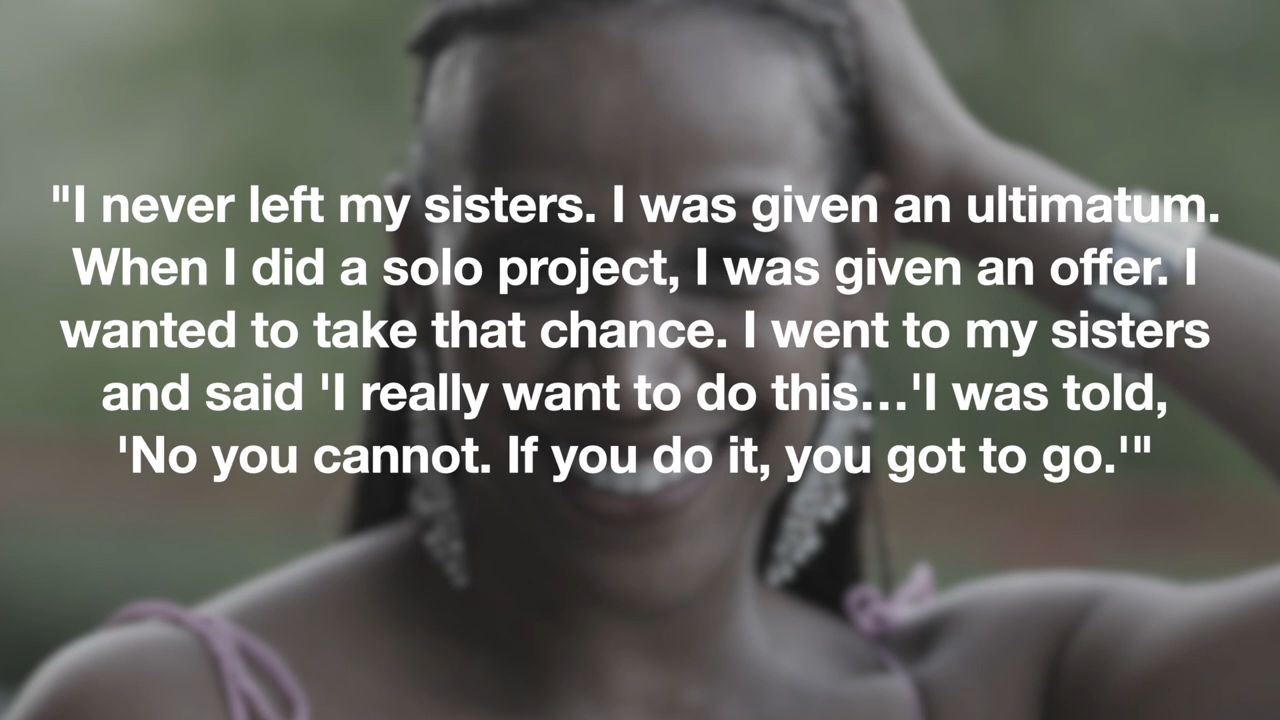 "I never left my sisters. I was given an ultimatum.
When I did a solo project, I was given an offer. I
wanted to take that chance. I went to my sisters
and said 'I really want to do this…'I was told,
'No you cannot. If you do it, you got to go.'"